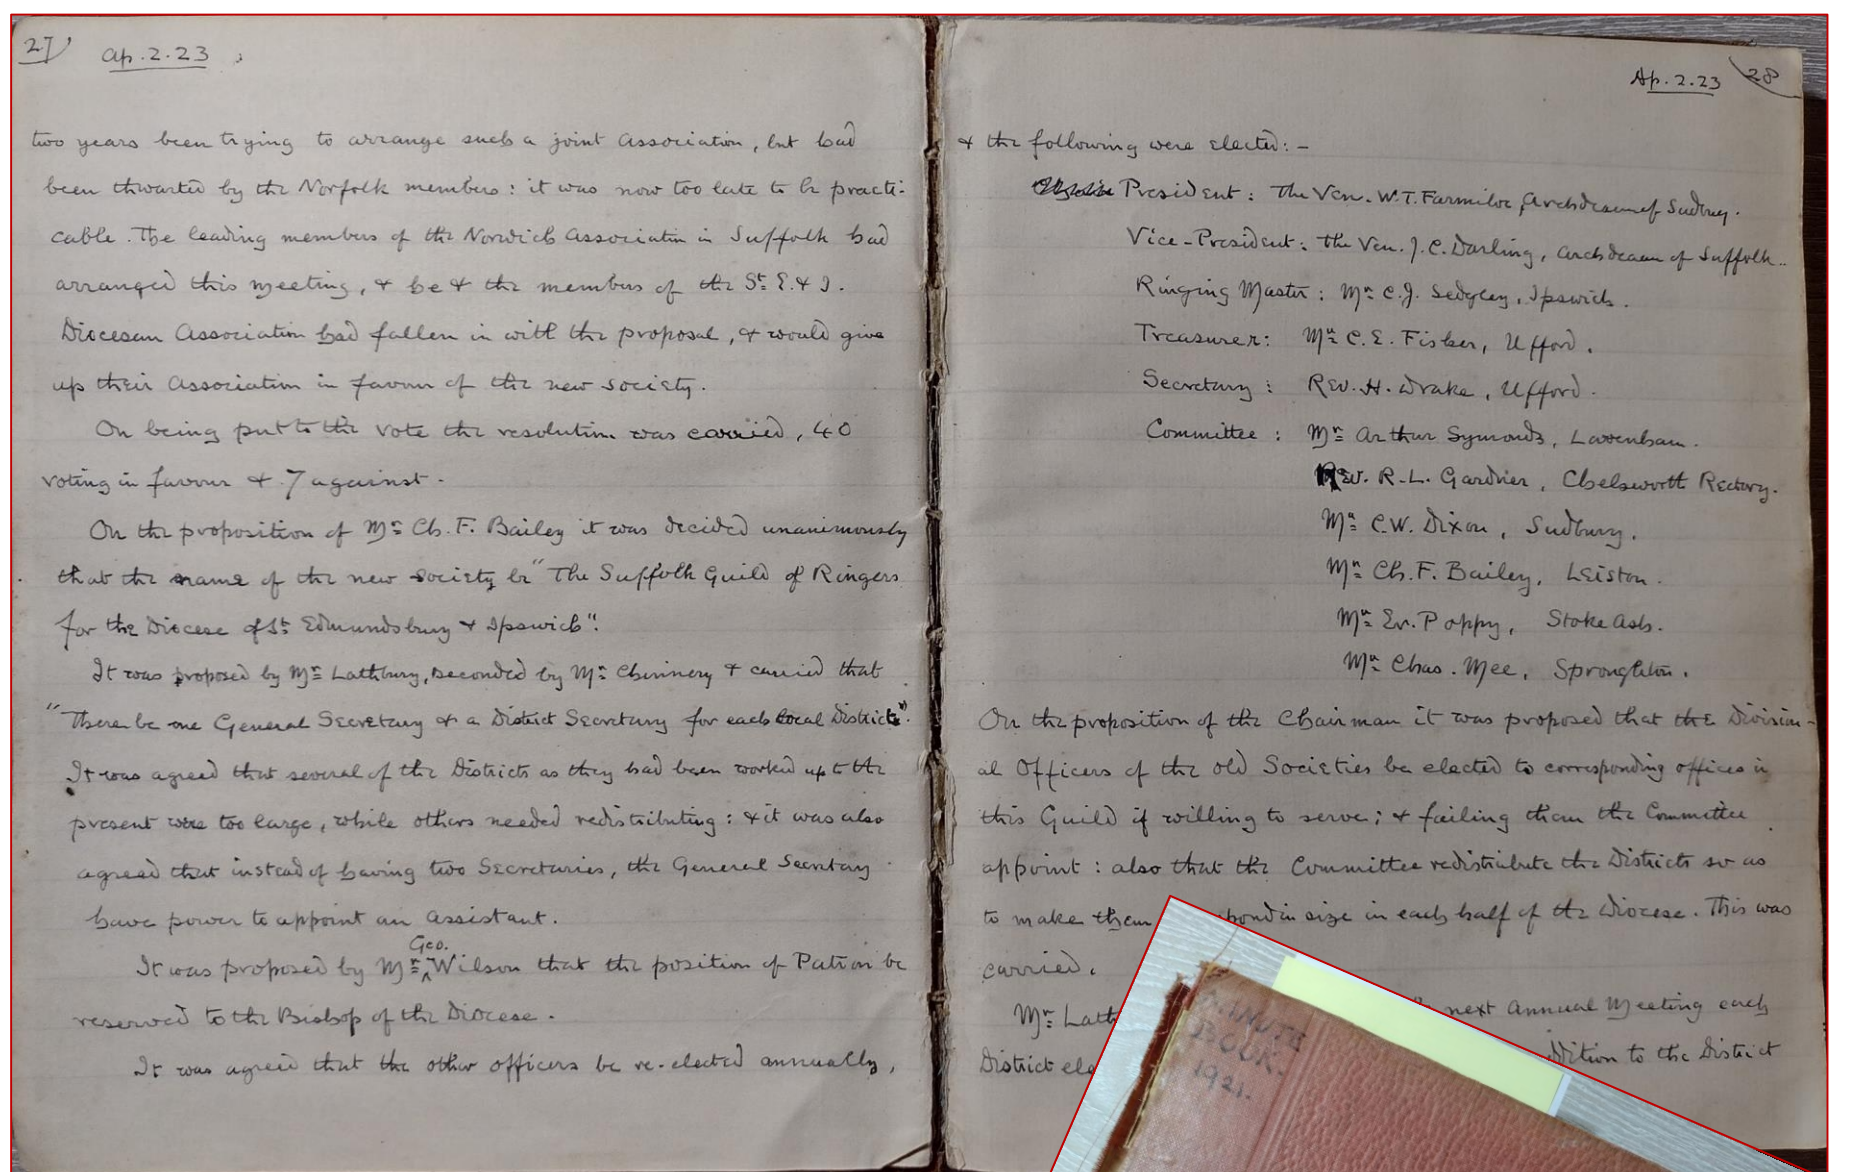 27
Ap. 2. 23
two years been trying to arrange such a joint Association, but had
been thwarted by the Norfolk members: it was now too late to be practi-
cable. The leading members of the Norwich Association in Suffolk had
arranged this meeting, & he & the members of the St. E. & I.
Diocesan Association had fallen in with the proposal, & would give
up their Association in favour of the new society.
On being put to the vote the resolution was carried, 40
voting in favour & 7 against.
On the proposition of Mr. Ch. F. Bailey it was decided unanimously
that the name of the new society be "The Suffolk Guild of Ringers
for the Diocese of St. Edmundsbury & Ipswich".
It was proposed by Mr. Lathbury, seconded by Mr. Chinnery & carried that
"There be one General Secretary & a District Secretary for each local District".
It was agreed that several of the Districts as they had been worked up to the
present were too large, while others needed redistributing: & it was also
agreed that instead of having two Secretaries, the General Secretary
have power to appoint an assistant.
It was proposed by Mr. Geo. Wilson that the position of Patron be
reserved to the Bishop of the Diocese.
It was agreed that the other officers be re-elected annually,
Ap. 2. 23
28
& the following were elected:-
President: The Ven. W.T. Farmiloe, Archdeacon of Sudbury.
Vice-President: The Ven. J.C. Darling, Archdeacon of Suffolk.
Ringing Master: Mr. C.J. Sedgley, Ipswich.
Treasurer: Mr. C.E. Fisher, Ufford.
Secretary: Rev. H. Drake, Ufford.
Committee: Mr. Arthur Symonds, Lavenham.
Rev. R.L. Gardner, Chelsworth Rectory.
Mr. C.W. Dixon, Sudbury.
Mr. Ch. F. Bailey, Leiston.
Mr. Ev. Poppy, Stoke Ash.
Mr. Chas. Mee, Sproughton.
On the proposition of the Chairman it was proposed that the Division-
al Officers of the old Societies be elected to corresponding offices in
this Guild if willing to serve; & failing them the Committee
appoint: also that the Committee redistribute the Districts so as
to make them pond in size in each half of the Diocese. This was
carried.
Mr. Lath next Annual Meeting each
District ele dition to the District
MINUTE
BOOK.
1921.